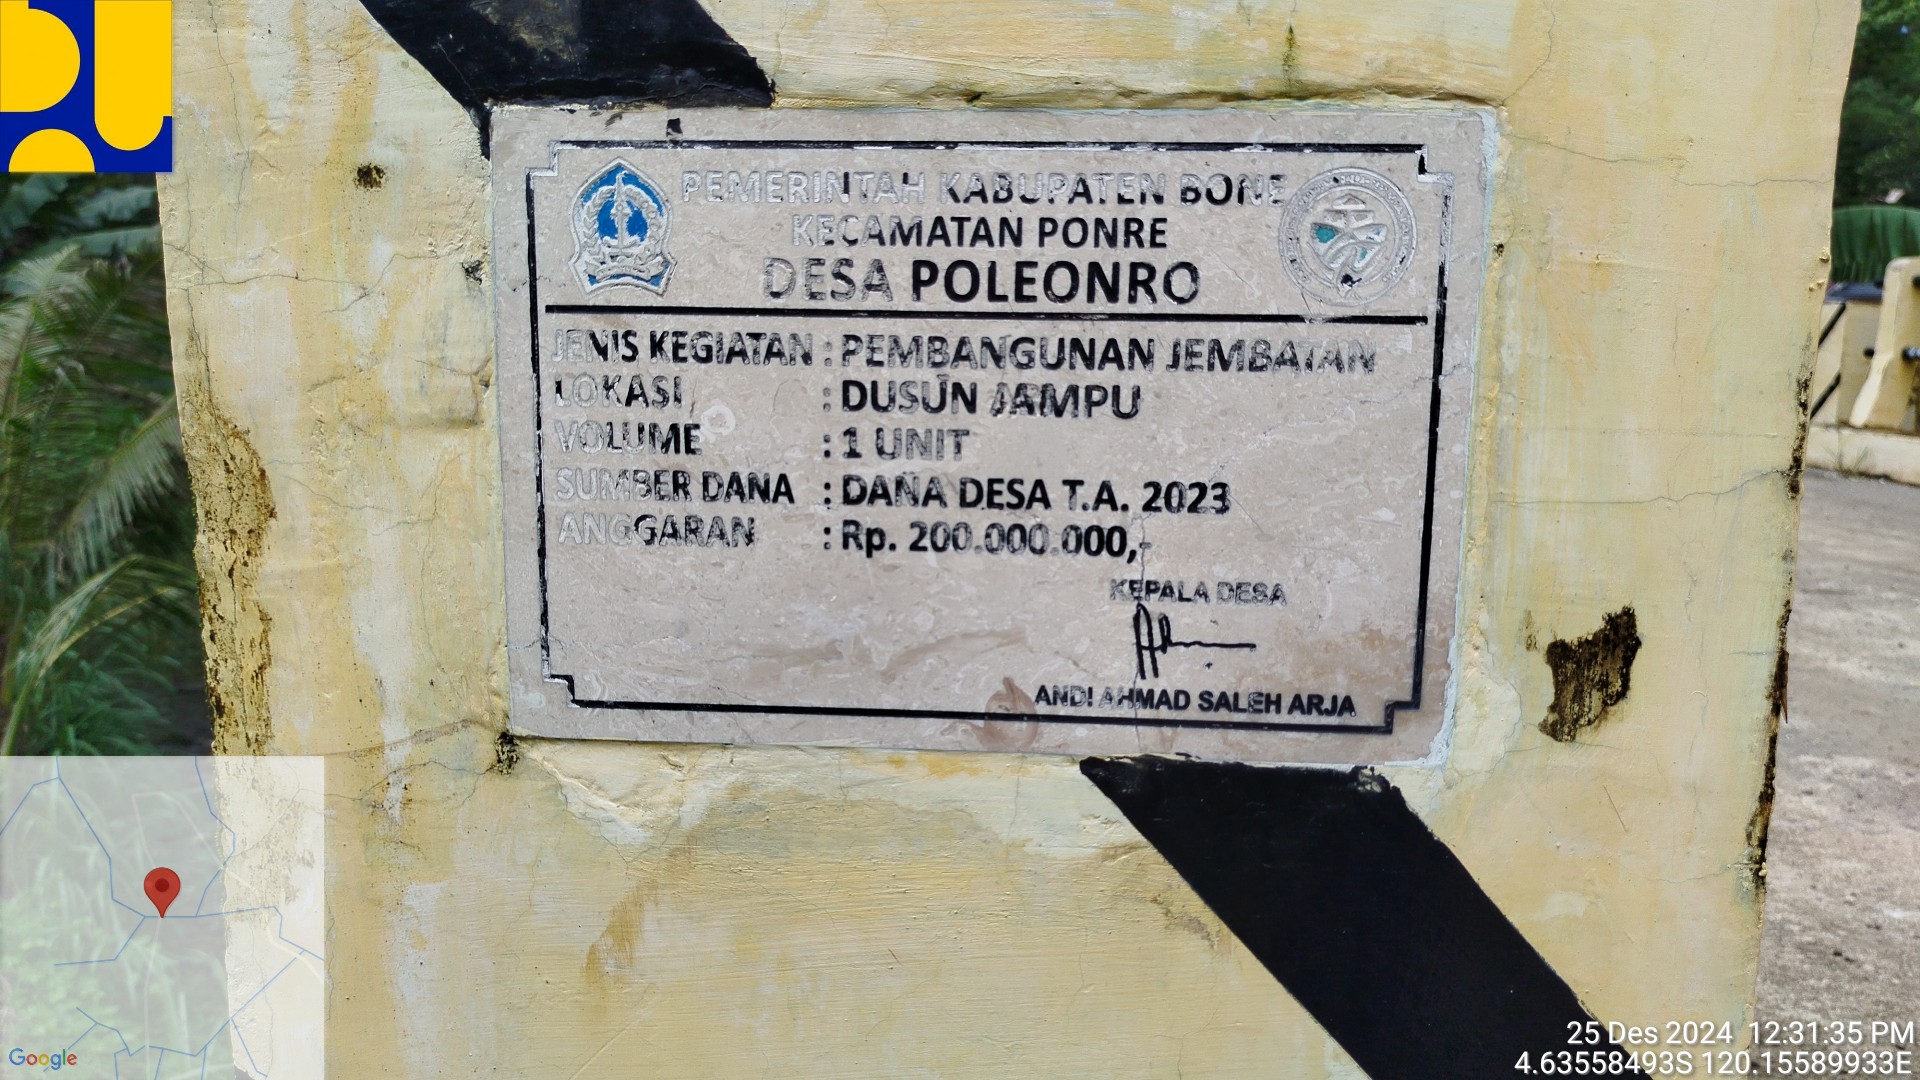 PEMERINTAH KABUPATEN BONE
KECAMATAN PONRE
DESA POLEONRO
JENIS KEGIATAN : PEMBANGUNAN JEMBATAN
LOKASI : DUSUN JAMPU
VOLUME : 1 UNIT
SUMBER DANA : DANA DESA T.A. 2023
ANGGARAN : Rp. 200.000.000,-
KEPALA DESA
ANDI AHMAD SALEH ARJA
Google
25 Des 2024 12:31:35 PM
4.63558493S 120.15589933E